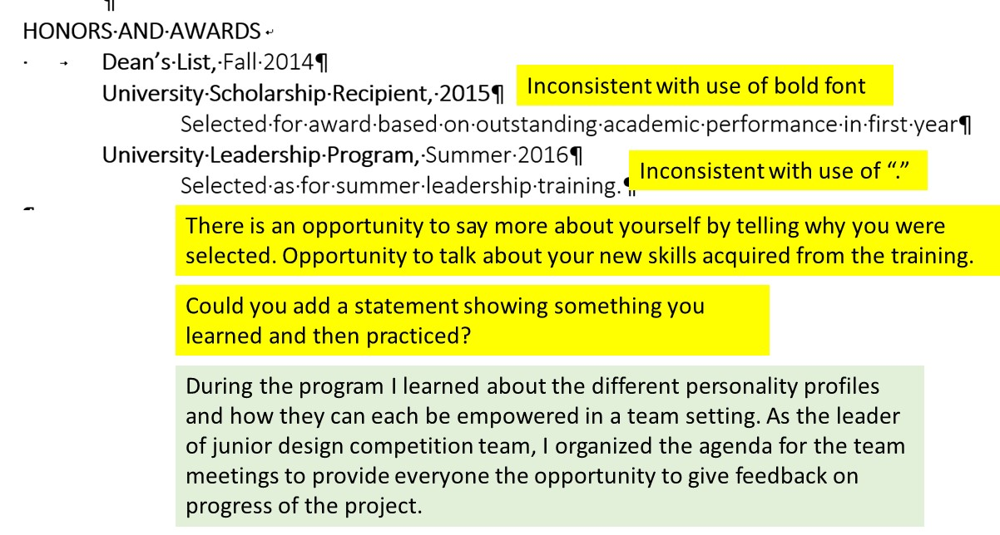 ¶
HONORS·AND·AWARDS↵
· → Dean’s·List,·Fall·2014¶
University·Scholarship·Recipient,·2015¶
Inconsistent with use of bold font
Selected·for·award·based·on·outstanding·academic·performance·in·first·year¶
University·Leadership·Program,·Summer·2016¶
Inconsistent with use of “.”
Selected·as·for·summer·leadership·training.·¶
¶
There is an opportunity to say more about yourself by telling why you were
selected. Opportunity to talk about your new skills acquired from the training.
Could you add a statement showing something you
learned and then practiced?
During the program I learned about the different personality profiles
and how they can each be empowered in a team setting. As the leader
of junior design competition team, I organized the agenda for the team
meetings to provide everyone the opportunity to give feedback on
progress of the project.